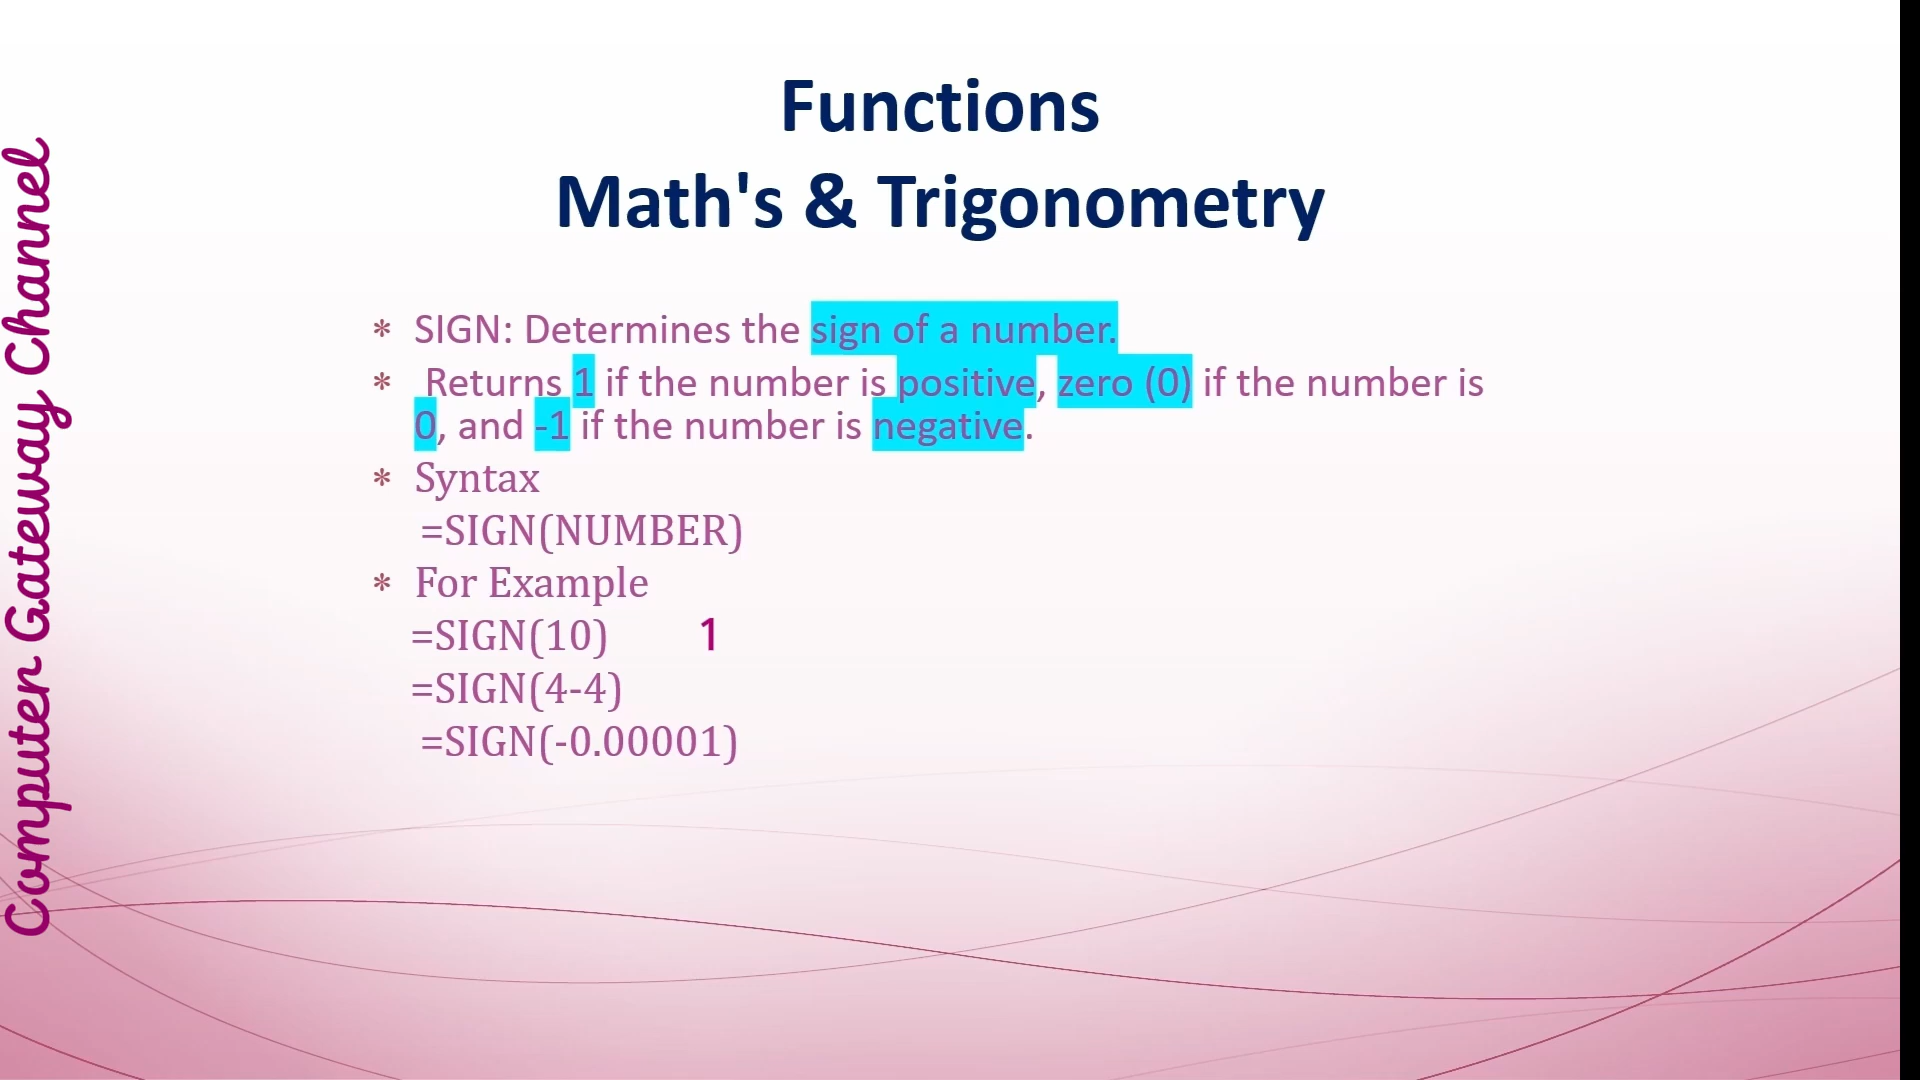 Functions
Math's & Trigonometry
* SIGN: Determines the sign of a number.
* Returns 1 if the number is positive, zero (0) if the number is
0, and -1 if the number is negative.
* Syntax
=SIGN(NUMBER)
* For Example
=SIGN(10) 1
=SIGN(4-4)
=SIGN(-0.00001)
Computer Gateway Channel